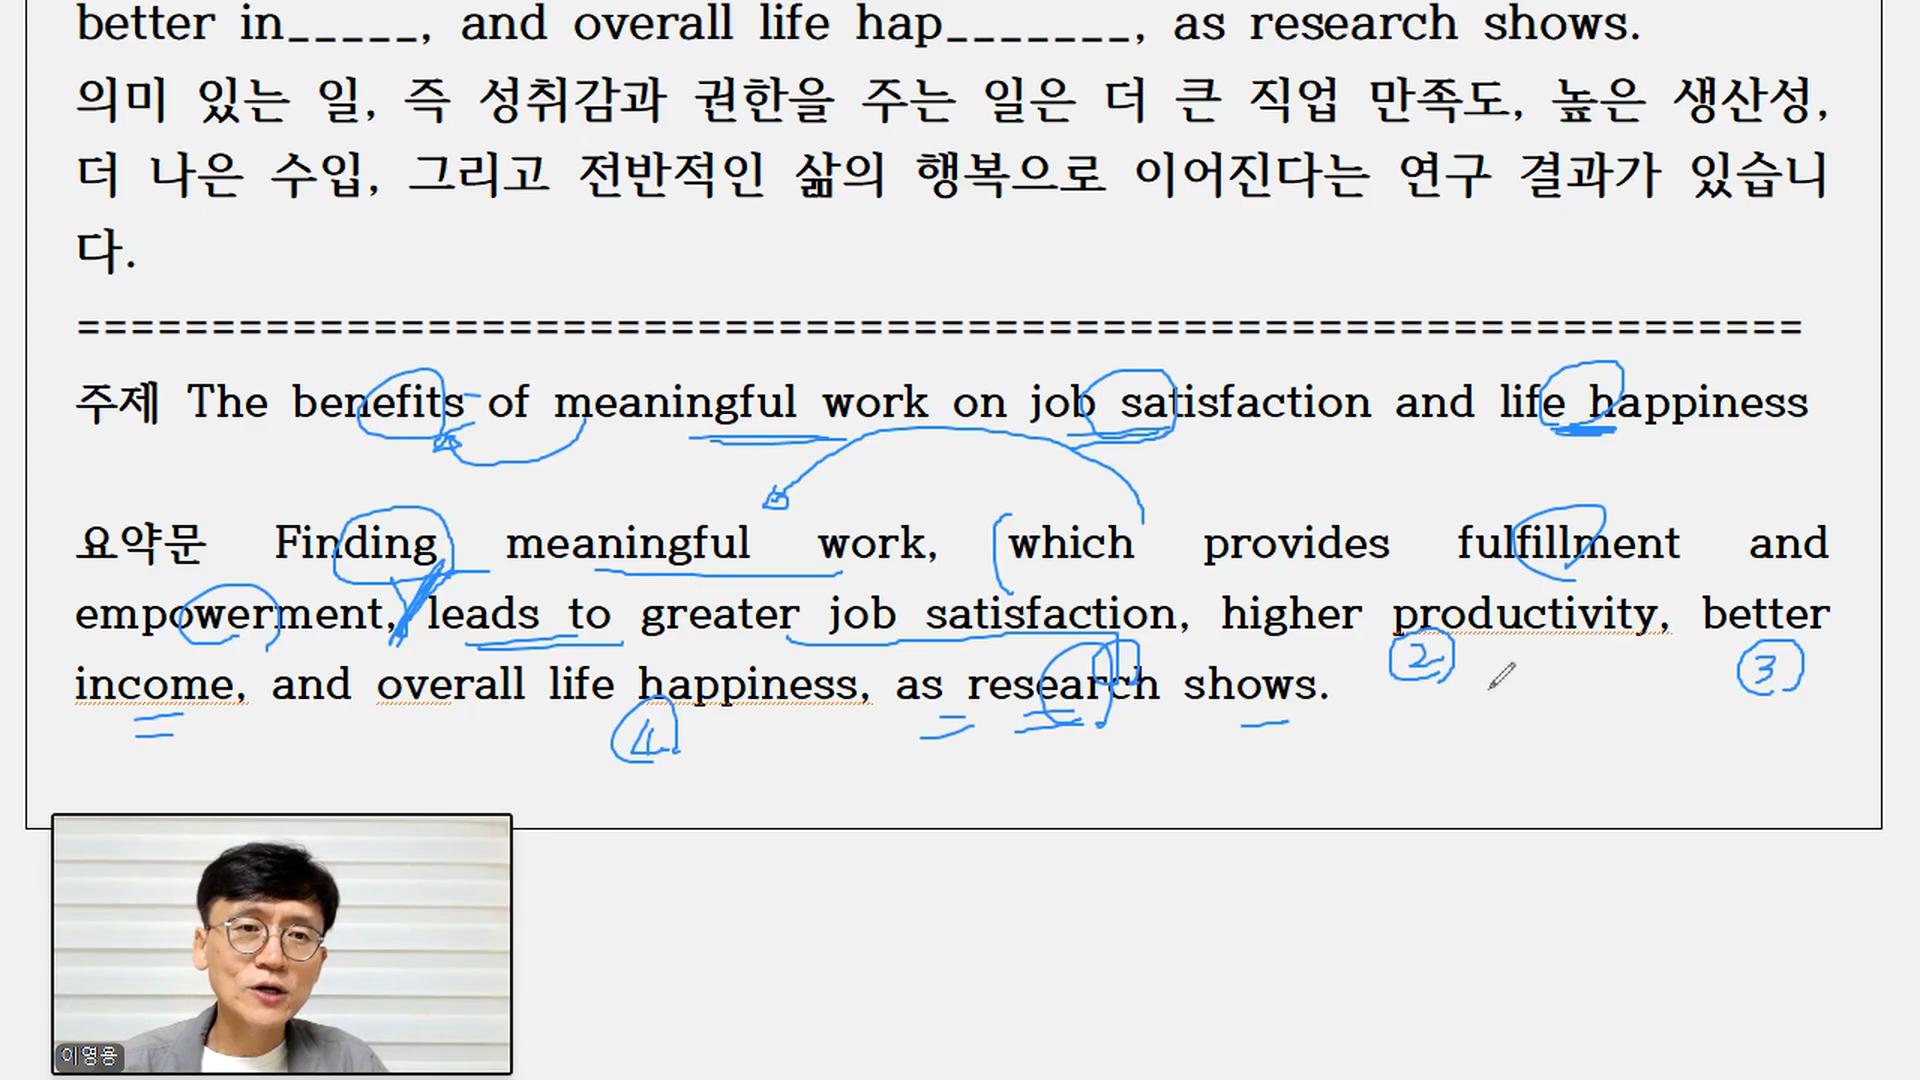 better in_____, and overall life hap_______, as research shows.
의미 있는 일, 즉 성취감과 권한을 주는 일은 더 큰 직업 만족도, 높은 생산성,
더 나은 수입, 그리고 전반적인 삶의 행복으로 이어진다는 연구 결과가 있습니
다.
================================================================
주제 The benefits of meaningful work on job satisfaction and life happiness
요약문 Finding meaningful work, which provides fulfillment and
empowerment, leads to greater job satisfaction, higher productivity, better
income, and overall life happiness, as research shows.
1
2
3
4
이영용